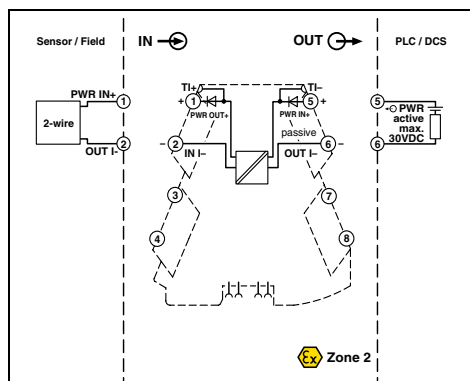 Sensor / Field
IN
OUT
PLC / DCS
PWR IN+
1
2-wire
2
OUT I-
TI+
TI–
+ 1
5 +
PWR OUT+
PWR IN+
passive
– 2
6 –
IN I–
OUT I–
3
7
4
8
5
+
PWR
active
max.
30VDC
6
Ex Zone 2